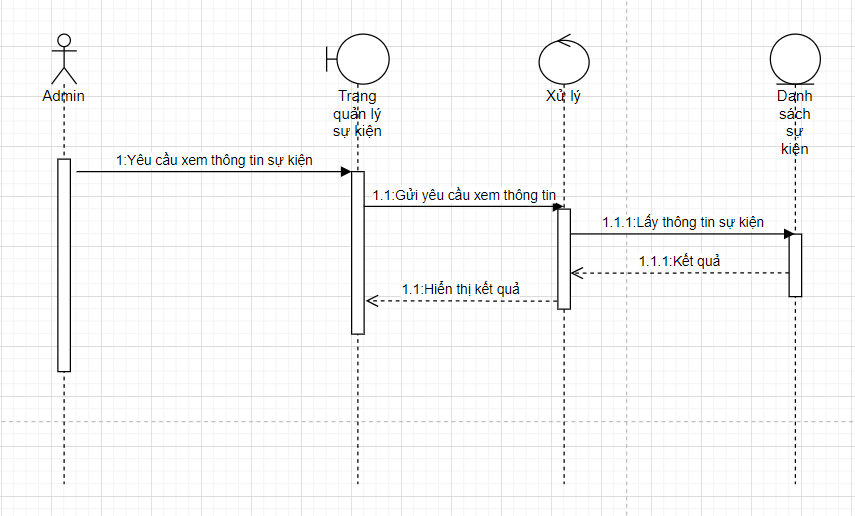 Admin
Trang
quản lý
sự kiện
Xử lý
Danh
sách
sự
kiện
1:Yêu cầu xem thông tin sự kiện
1.1:Gửi yêu cầu xem thông tin
1.1.1:Lấy thông tin sự kiện
1.1.1:Kết quả
1.1:Hiển thị kết quả